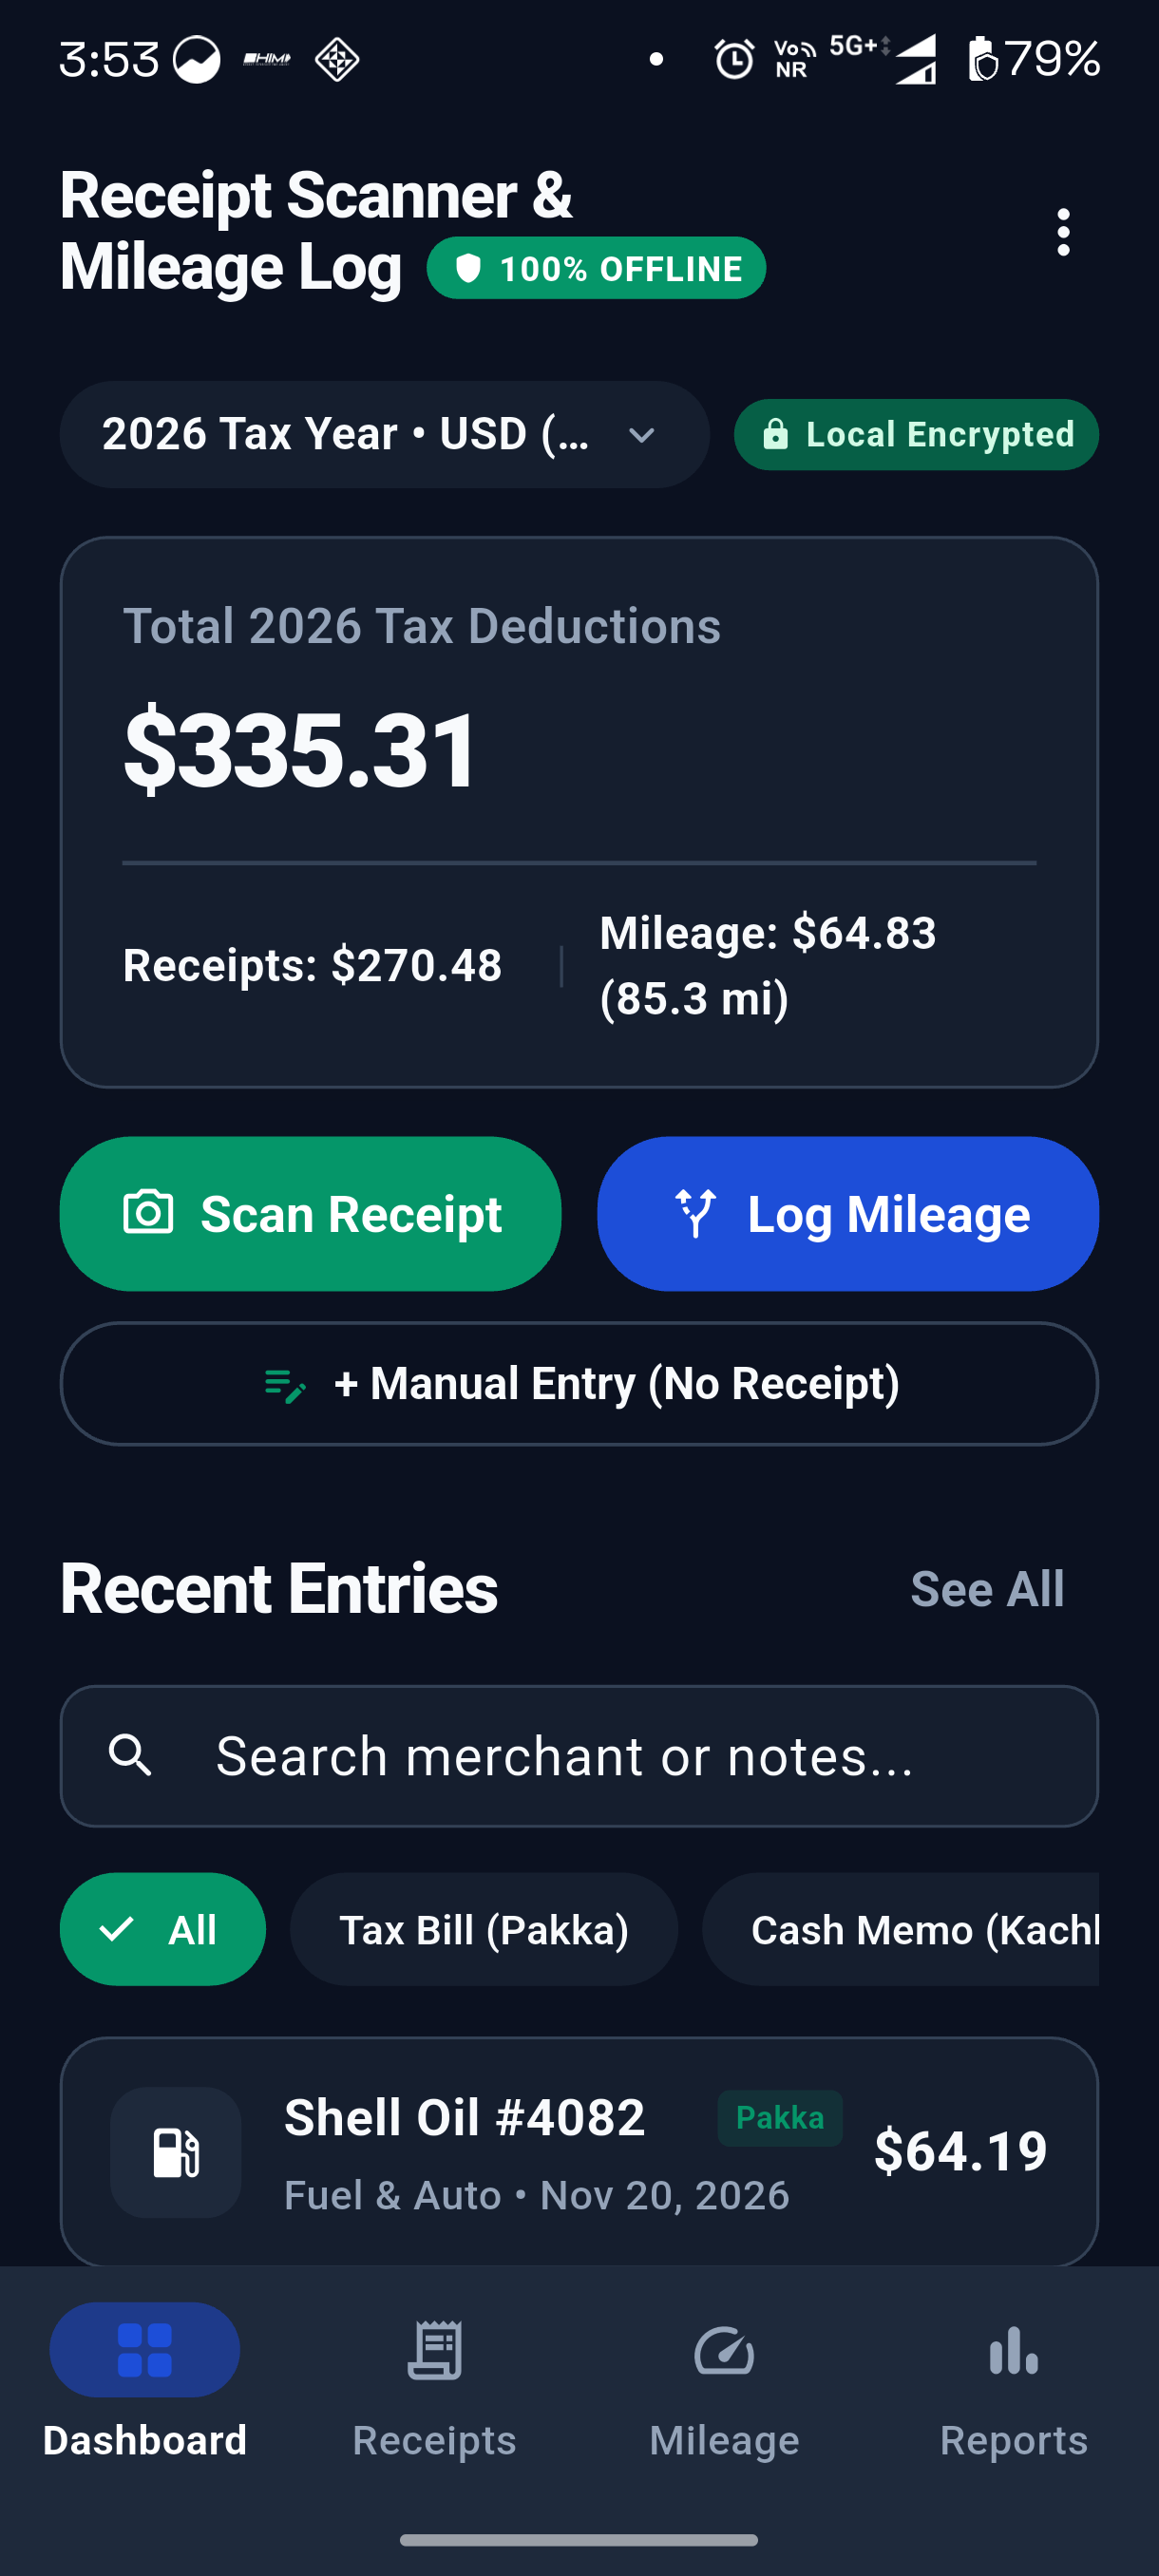 3:53
Vo NR
5G+
79%
Receipt Scanner &
Mileage Log
100% OFFLINE
2026 Tax Year • USD (…
Local Encrypted
Total 2026 Tax Deductions
$335.31
Receipts: $270.48
Mileage: $64.83
(85.3 mi)
Scan Receipt
Log Mileage
+ Manual Entry (No Receipt)
Recent Entries
See All
Search merchant or notes...
All
Tax Bill (Pakka)
Cash Memo (Kach
Shell Oil #4082
Pakka
$64.19
Fuel & Auto • Nov 20, 2026
Dashboard
Receipts
Mileage
Reports